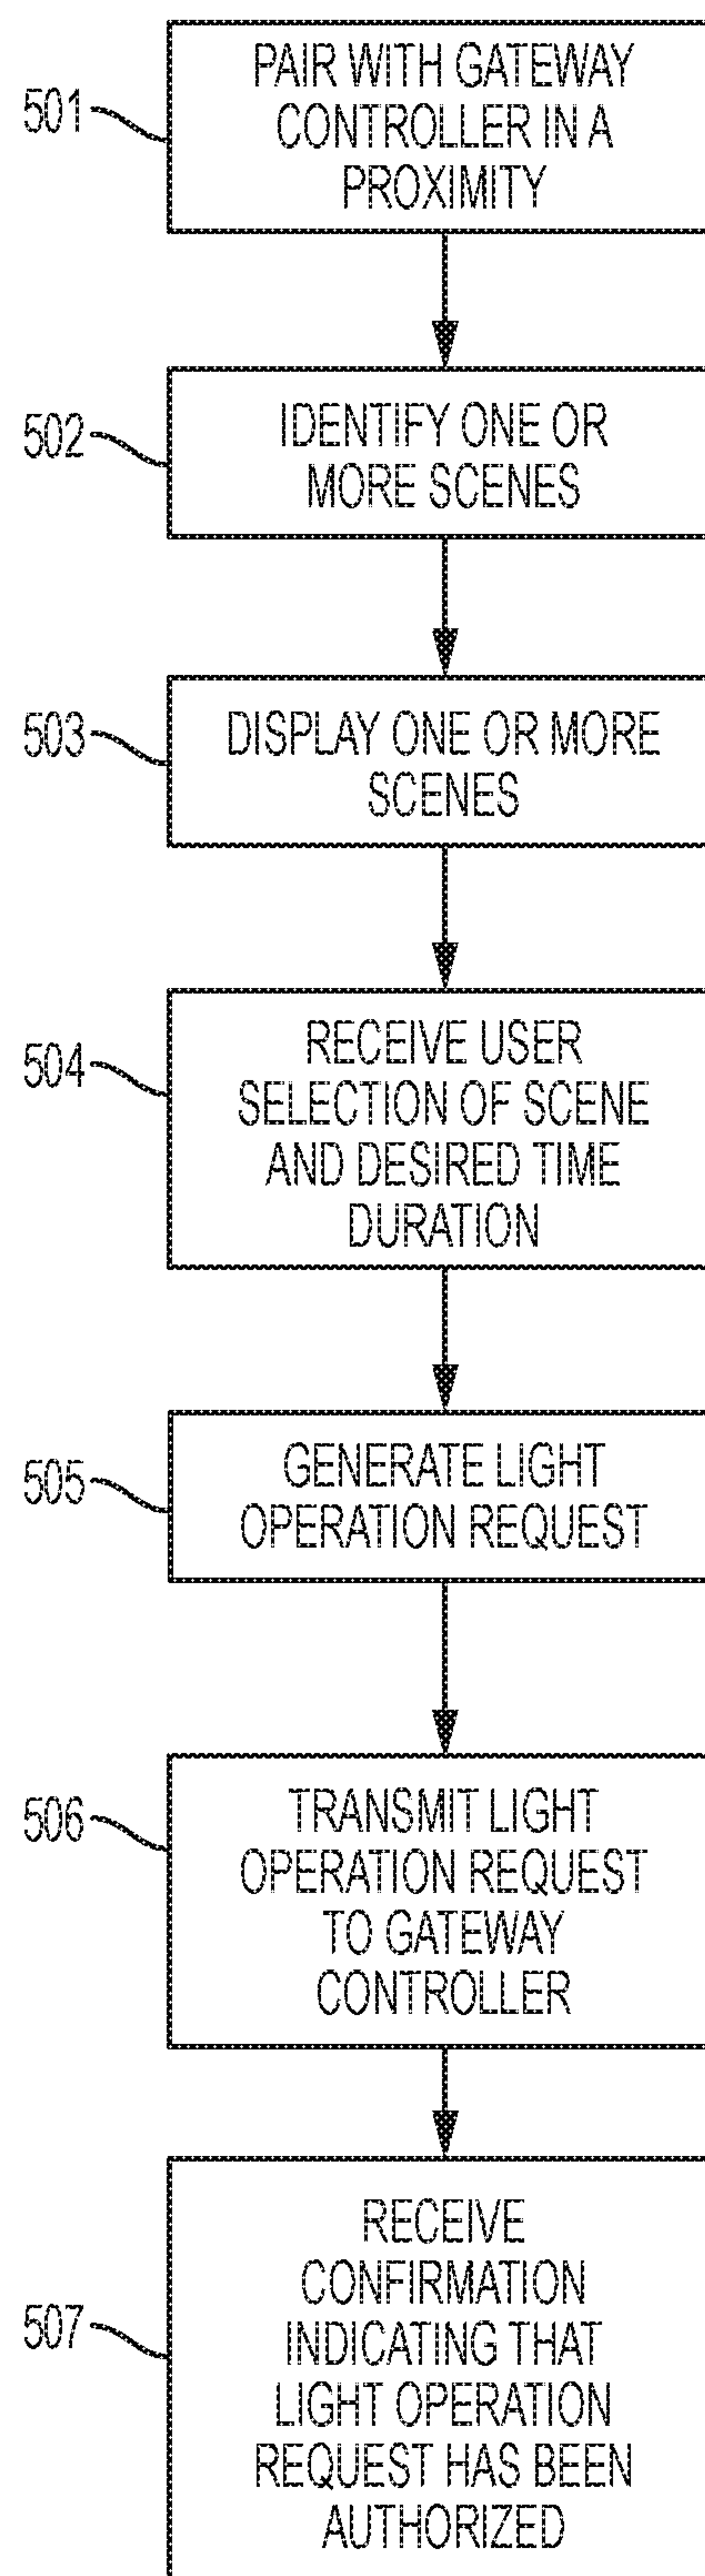 501
PAIR WITH GATEWAY
CONTROLLER IN A
PROXIMITY
502
IDENTIFY ONE OR
MORE SCENES
503
DISPLAY ONE OR MORE
SCENES
504
RECEIVE USER
SELECTION OF SCENE
AND DESIRED TIME
DURATION
505
GENERATE LIGHT
OPERATION REQUEST
506
TRANSMIT LIGHT
OPERATION REQUEST
TO GATEWAY
CONTROLLER
507
RECEIVE
CONFIRMATION
INDICATING THAT
LIGHT OPERATION
REQUEST HAS BEEN
AUTHORIZED